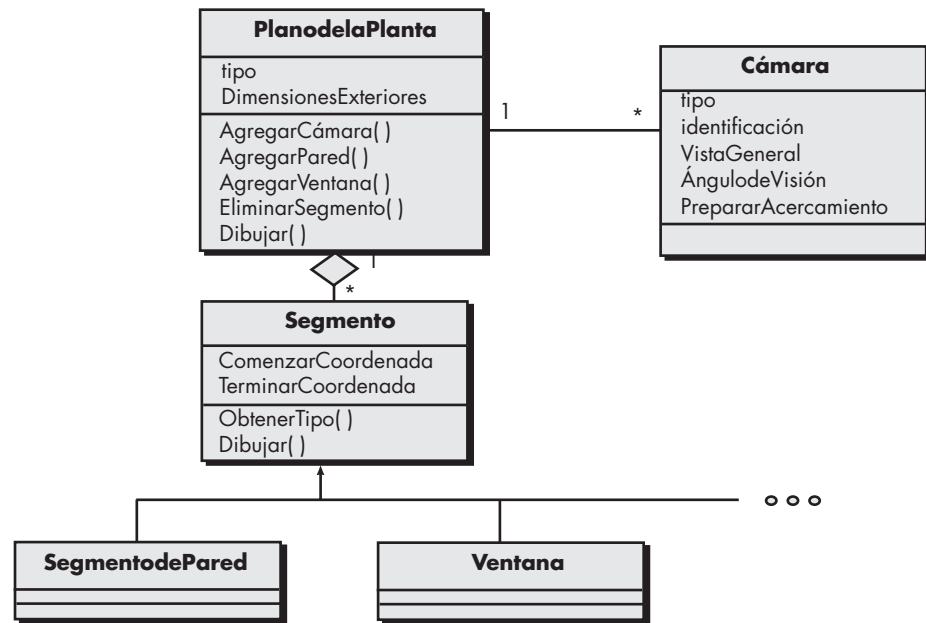 PlanodelaPlanta
tipo
DimensionesExteriores
AgregarCámara( )
AgregarPared( )
AgregarVentana( )
EliminarSegmento( )
Dibujar( )
1
*
Cámara
tipo
identificación
VistaGeneral
ÁngulodeVisión
PrepararAcercamiento
1
*
Segmento
ComenzarCoordenada
TerminarCoordenada
ObtenerTipo( )
Dibujar( )
SegmentodePared
Ventana